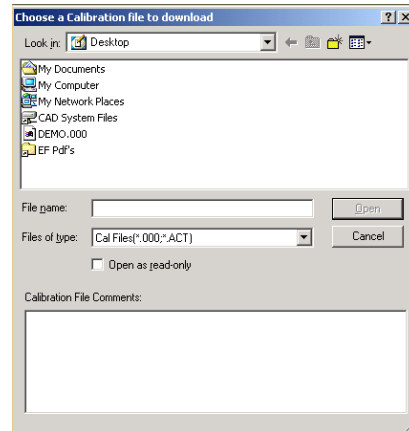 Choose a Calibration file to download
Look in: Desktop
My Documents
My Computer
My Network Places
CAD System Files
DEMO.000
EF Pdf's
File name: Open
Files of type: Cal Files(*.000;*.ACT) Cancel
Open as read-only
Calibration File Comments: